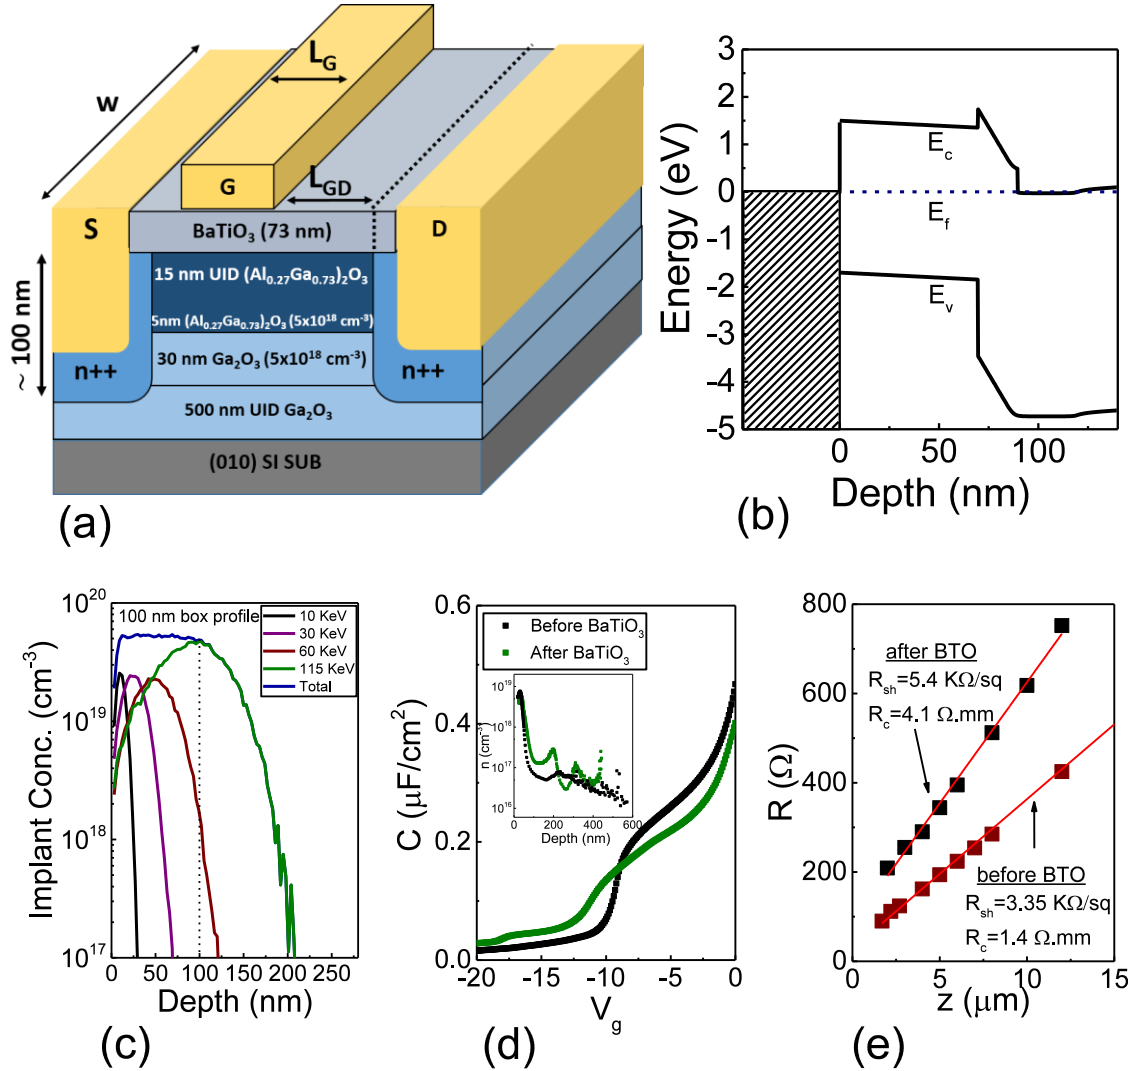 W
L_G
G
L_GD
S
BaTiO₃ (73 nm)
D
15 nm UID (Al₀.₂₇Ga₀.₇₃)₂O₃
5nm (Al₀.₂₇Ga₀.₇₃)₂O₃ (5x10¹⁸ cm⁻³)
~ 100 nm
n++
30 nm Ga₂O₃ (5x10¹⁸ cm⁻³)
n++
500 nm UID Ga₂O₃
(010) SI SUB
(a)
3
2
1
0
-1
-2
-3
-4
-5
Energy (eV)
E_c
E_f
E_v
0
50
100
Depth (nm)
(b)
10²⁰
10¹⁹
10¹⁸
10¹⁷
Implant Conc. (cm⁻³)
100 nm box profile
10 KeV
30 KeV
60 KeV
115 KeV
Total
0
50
100
150
200
250
Depth (nm)
(c)
0.6
0.4
0.2
0.0
C (μF/cm²)
Before BaTiO₃
After BaTiO₃
10¹⁹
10¹⁸
10¹⁷
10¹⁶
n (cm⁻³)
0
200
400
600
Depth (nm)
-20
-15
-10
-5
0
V_g
(d)
800
600
400
200
0
R (Ω)
after BTO
R_sh=5.4 KΩ/sq
R_c=4.1 Ω.mm
before BTO
R_sh=3.35 KΩ/sq
R_c=1.4 Ω.mm
0
5
10
15
z (μm)
(e)